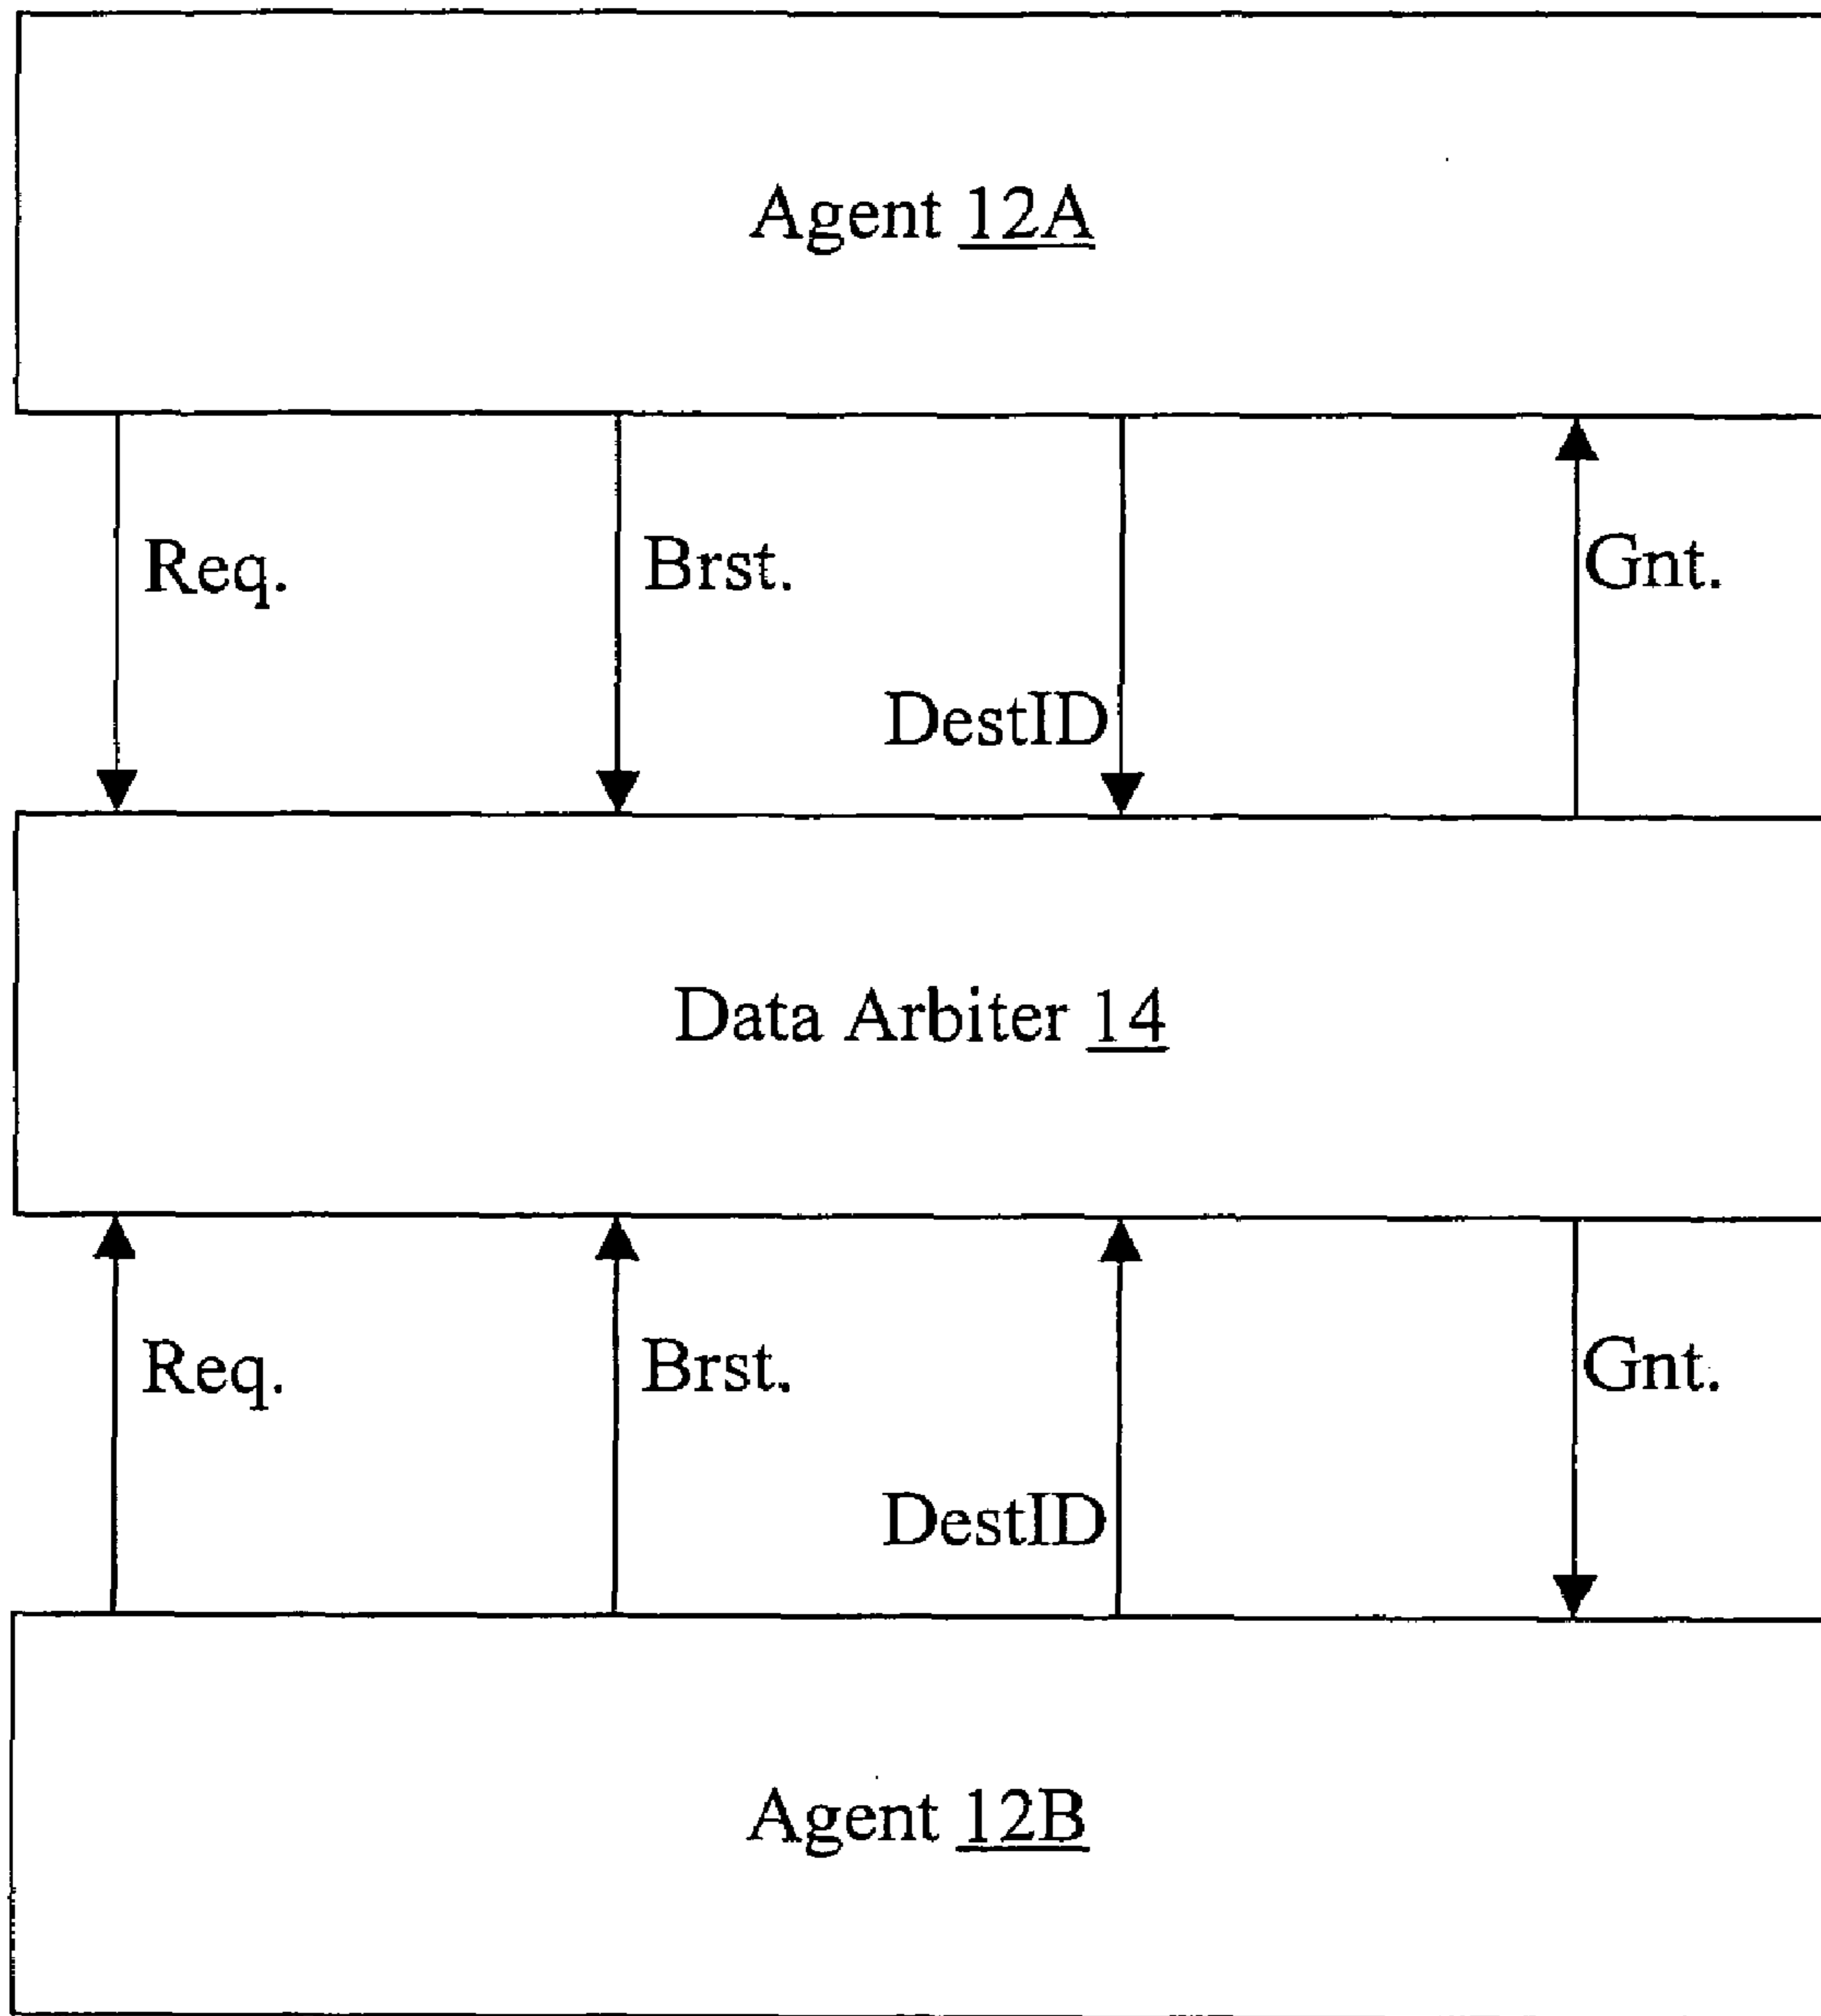 Agent 12A
Req.
Brst.
Gnt.
DestID
Data Arbiter 14
Req.
Brst.
Gnt.
DestID
Agent 12B